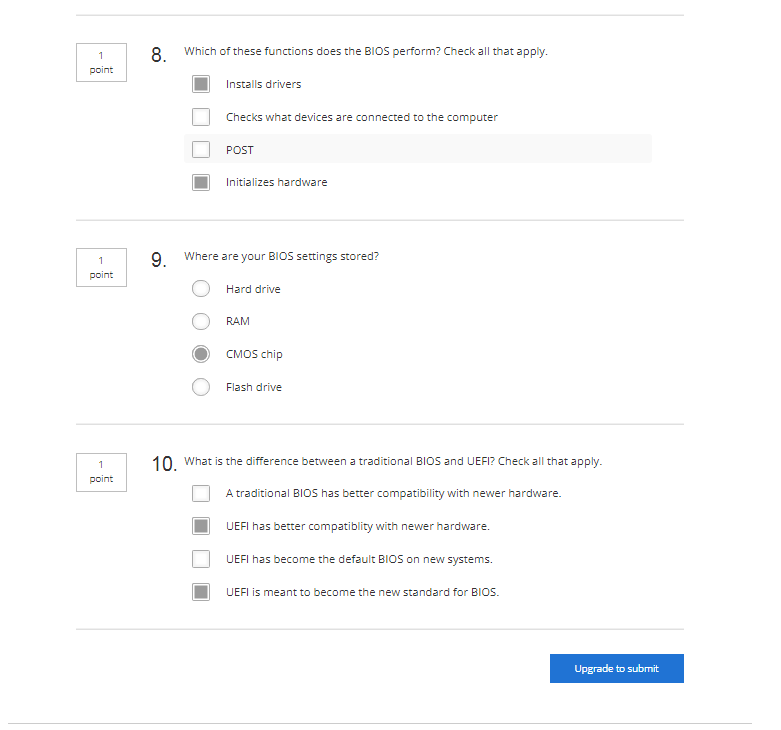 1
point
8. Which of these functions does the BIOS perform? Check all that apply.
Installs drivers
Checks what devices are connected to the computer
POST
Initializes hardware
1
point
9. Where are your BIOS settings stored?
Hard drive
RAM
CMOS chip
Flash drive
1
point
10. What is the difference between a traditional BIOS and UEFI? Check all that apply.
A traditional BIOS has better compatibility with newer hardware.
UEFI has better compatiblity with newer hardware.
UEFI has become the default BIOS on new systems.
UEFI is meant to become the new standard for BIOS.
Upgrade to submit